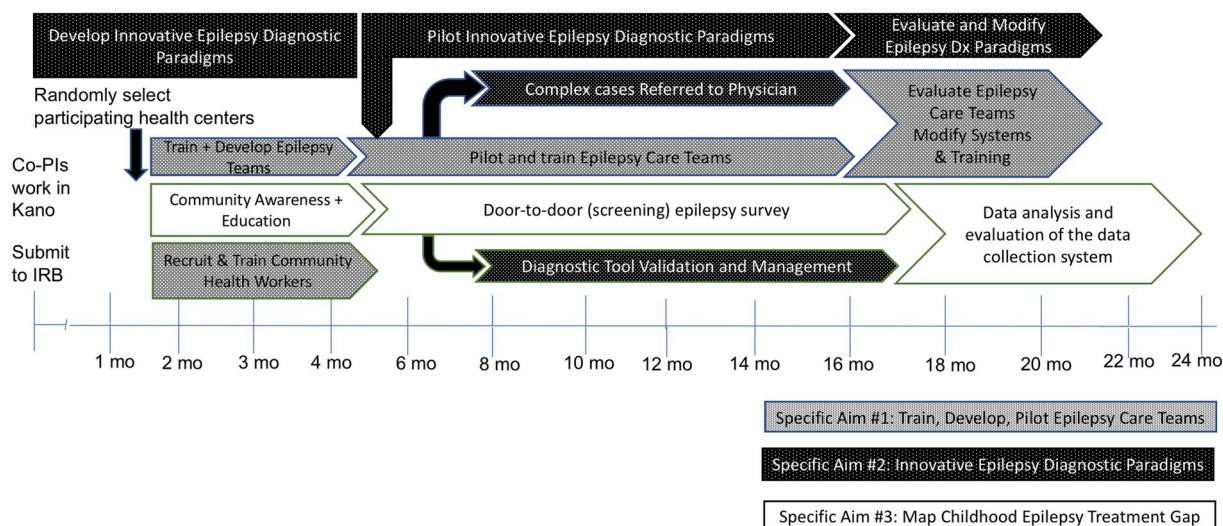 Develop Innovative Epilepsy Diagnostic
Paradigms
Pilot Innovative Epilepsy Diagnostic Paradigms
Evaluate and Modify
Epilepsy Dx Paradigms
Randomly select
participating health centers
Complex cases Referred to Physician
Evaluate Epilepsy
Care Teams
Modify Systems
& Training
Train + Develop Epilepsy
Teams
Pilot and train Epilepsy Care Teams
Co-PIs
work in
Kano
Community Awareness +
Education
Door-to-door (screening) epilepsy survey
Data analysis and
evaluation of the data
collection system
Submit
to IRB
Recruit & Train Community
Health Workers
Diagnostic Tool Validation and Management
1 mo
2 mo
3 mo
4 mo
6 mo
8 mo
10 mo
12 mo
14 mo
16 mo
18 mo
20 mo
22 mo
24 mo
Specific Aim #1: Train, Develop, Pilot Epilepsy Care Teams
Specific Aim #2: Innovative Epilepsy Diagnostic Paradigms
Specific Aim #3: Map Childhood Epilepsy Treatment Gap